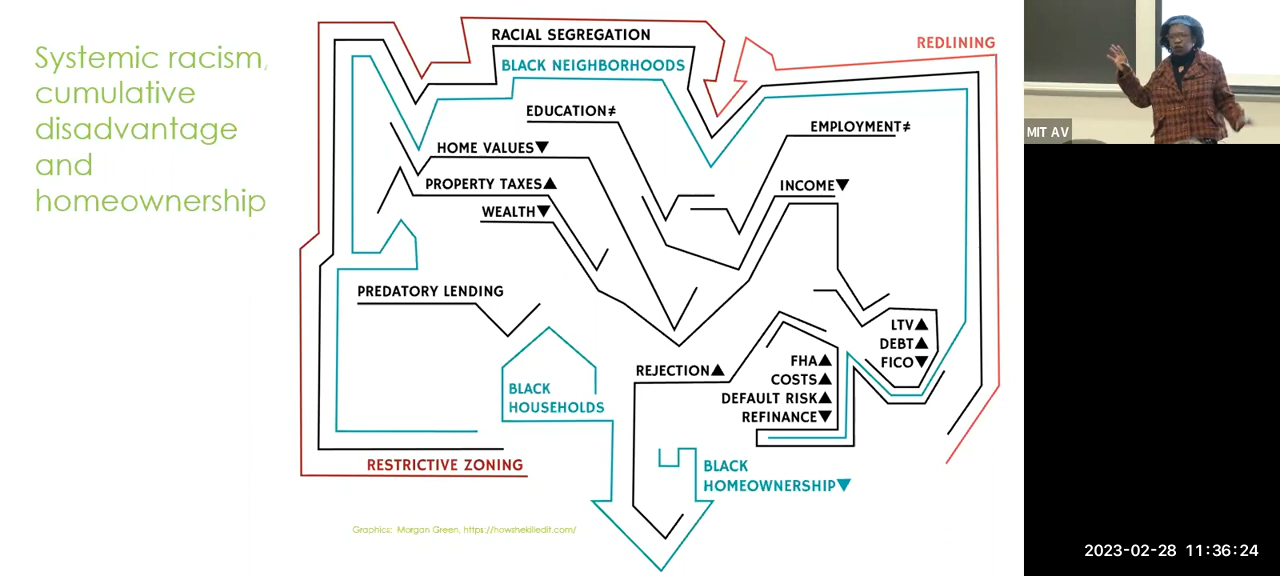 Systemic racism,
cumulative
disadvantage
and
homeownership
RACIAL SEGREGATION
BLACK NEIGHBORHOODS
REDLINING
EDUCATION≠
EMPLOYMENT≠
HOME VALUES▼
PROPERTY TAXES▲
INCOME▼
WEALTH▼
PREDATORY LENDING
LTV▲
DEBT▲
FICO▼
REJECTION▲
FHA▲
COSTS▲
DEFAULT RISK▲
REFINANCE▼
BLACK
HOUSEHOLDS
RESTRICTIVE ZONING
BLACK
HOMEOWNERSHIP▼
Graphics: Morgan Green, https://howshekilledit.com/
MIT AV
2023-02-28 11:36:24